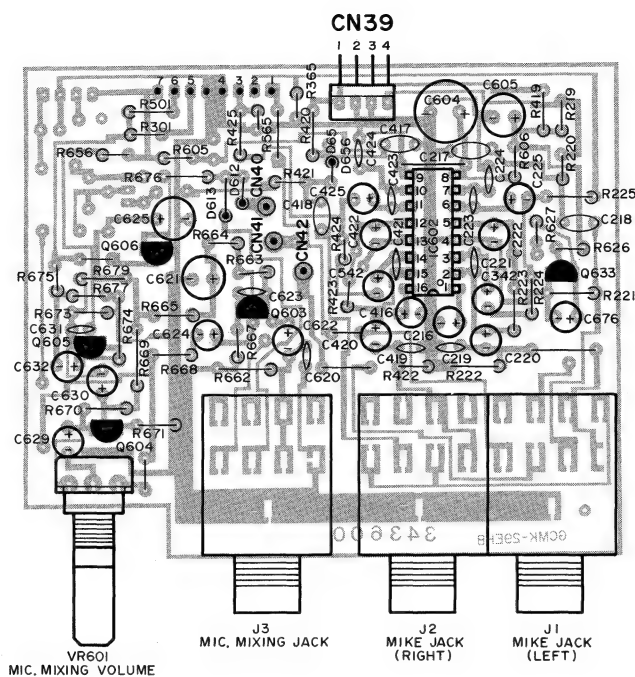 CN39
1 2 3 4
7 6 5 4 3 2 1
R365
C605
R419
R219
R501
C604
R301
R425
R565
R420
D651
D656
C424
C417
C217
R606
C225
R220
R656
R605
CN40
R421
C423
C224
R676
D613
D612
C418
C425
9 8
10 7
11 6
12 5
13 4
14 3
15 2
16 1
R225
C625
CN41
CN42
R424
C422
C421
C223
C222
R627
C218
Q606
R664
R626
R675
R679
R677
C621
R663
C542
C221
C342
Q633
R673
R665
C623
Q603
R423
C416
R223
R224
R221
C631
R674
C624
R667
C622
C216
C676
Q605
R669
C420
C419
C219
C220
C632
R668
R662
C620
R422
R222
C630
R670
C629
R671
Q604
343600
GCMK-29EHB
VR601
MIC, MIXING VOLUME
J3
MIC, MIXING JACK
J2
MIKE JACK
(RIGHT)
J1
MIKE JACK
(LEFT)